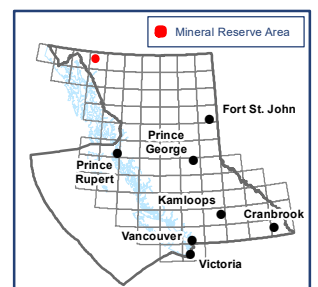 Mineral Reserve Area
Fort St. John
Prince
George
Prince
Rupert
Kamloops
Cranbrook
Vancouver
Victoria